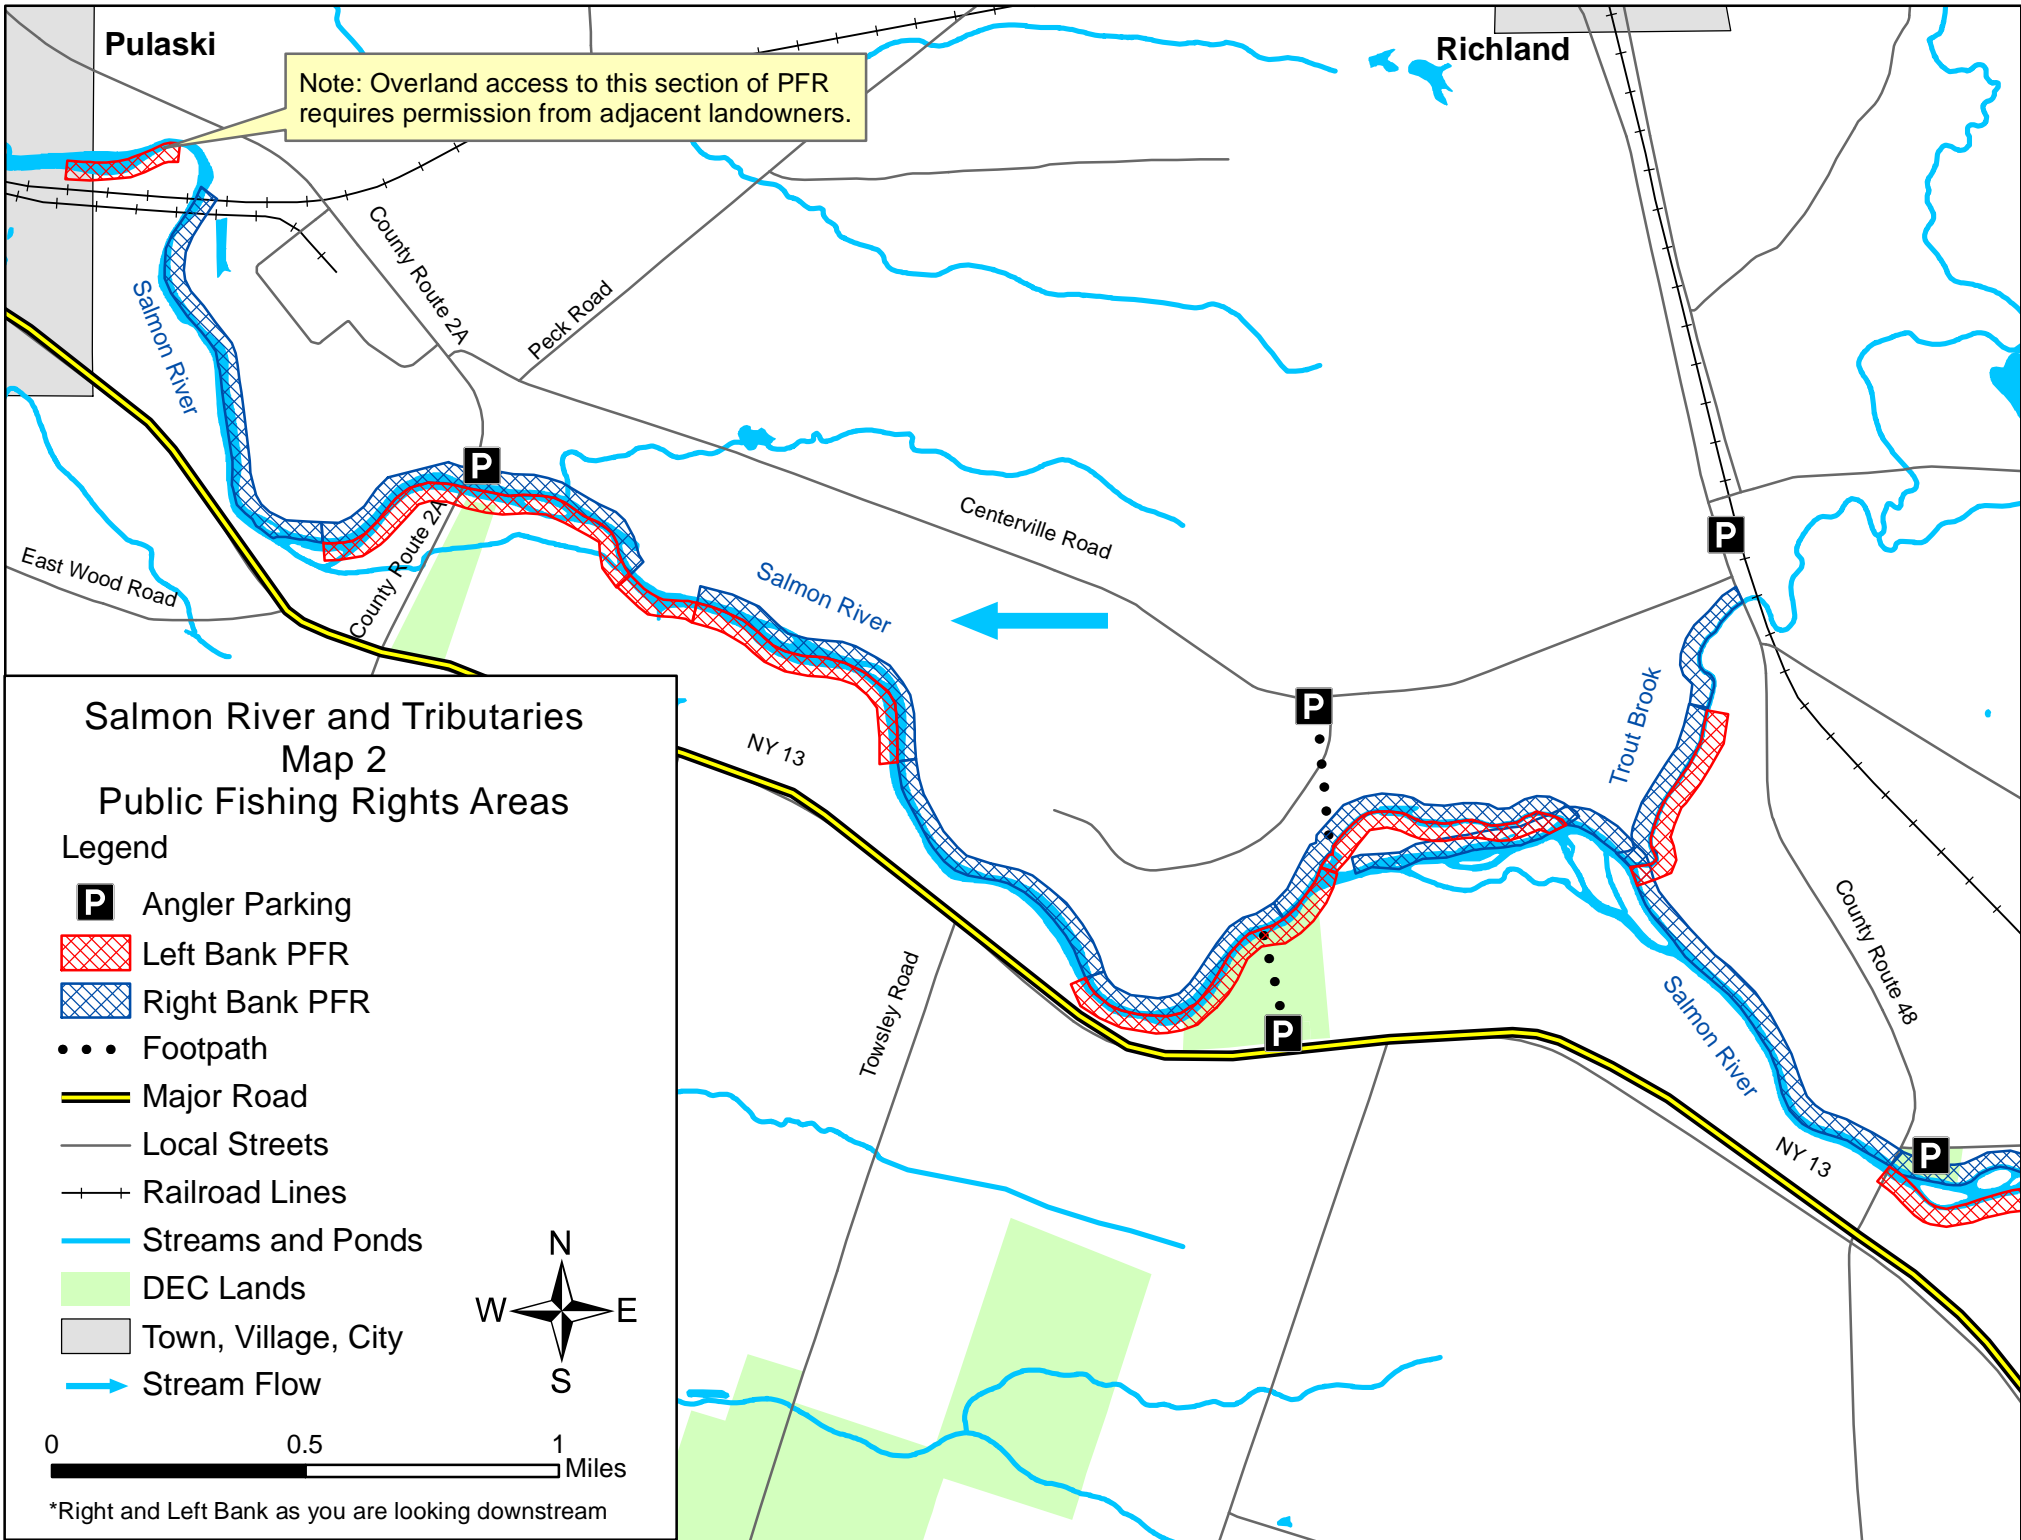 Pulaski
Richland
Note: Overland access to this section of PFR
requires permission from adjacent landowners.
County Route 2A
Peck Road
Salmon River
P
Centerville Road
P
East Wood Road
County Route 2A
Salmon River
Trout Brook
P
NY 13
County Route 48
Towsley Road
P
Salmon River
NY 13
P
Salmon River and Tributaries
Map 2
Public Fishing Rights Areas
Legend
P Angler Parking
Left Bank PFR
Right Bank PFR
Footpath
Major Road
Local Streets
Railroad Lines
Streams and Ponds
DEC Lands
Town, Village, City
Stream Flow
N
W E
S
0 0.5 1
Miles
*Right and Left Bank as you are looking downstream